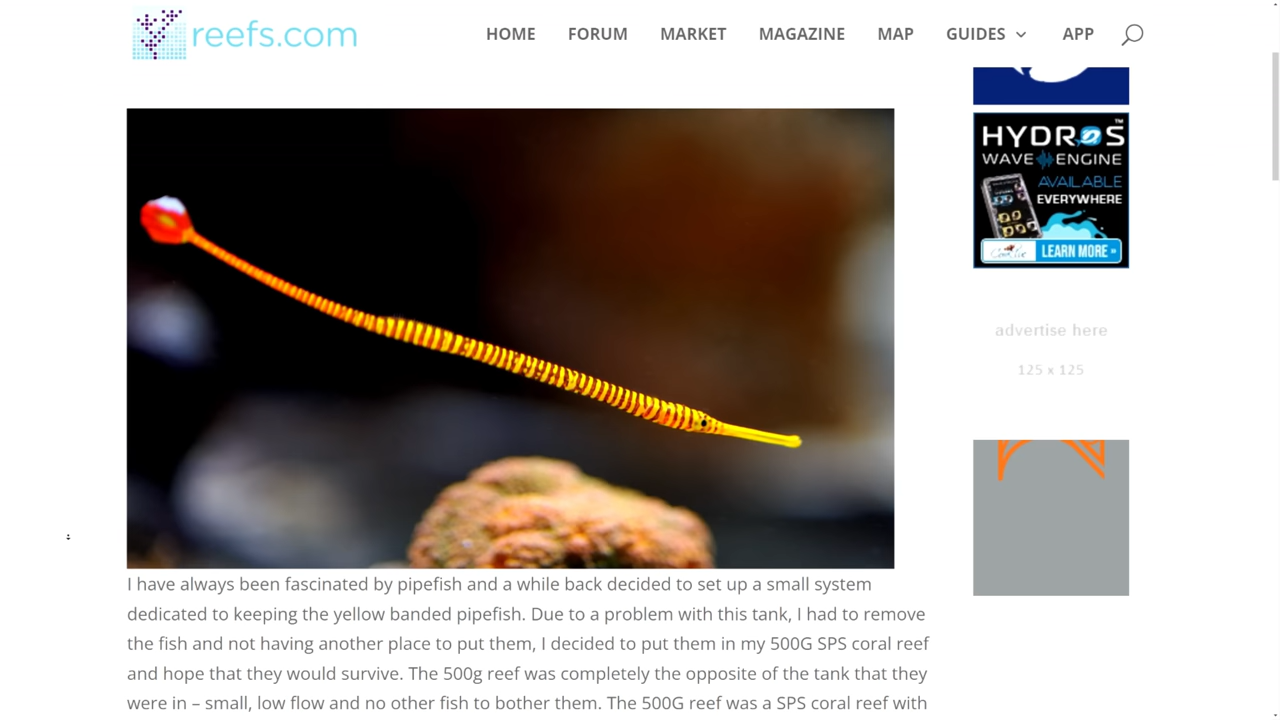 reefs.com
HOME FORUM MARKET MAGAZINE MAP GUIDES APP
HYDROS™
WAVE ENGINE
AVAILABLE
EVERYWHERE
LEARN MORE »
advertise here
125 x 125
I have always been fascinated by pipefish and a while back decided to set up a small system
dedicated to keeping the yellow banded pipefish. Due to a problem with this tank, I had to remove
the fish and not having another place to put them, I decided to put them in my 500G SPS coral reef
and hope that they would survive. The 500g reef was completely the opposite of the tank that they
were in – small, low flow and no other fish to bother them. The 500G reef was a SPS coral reef with